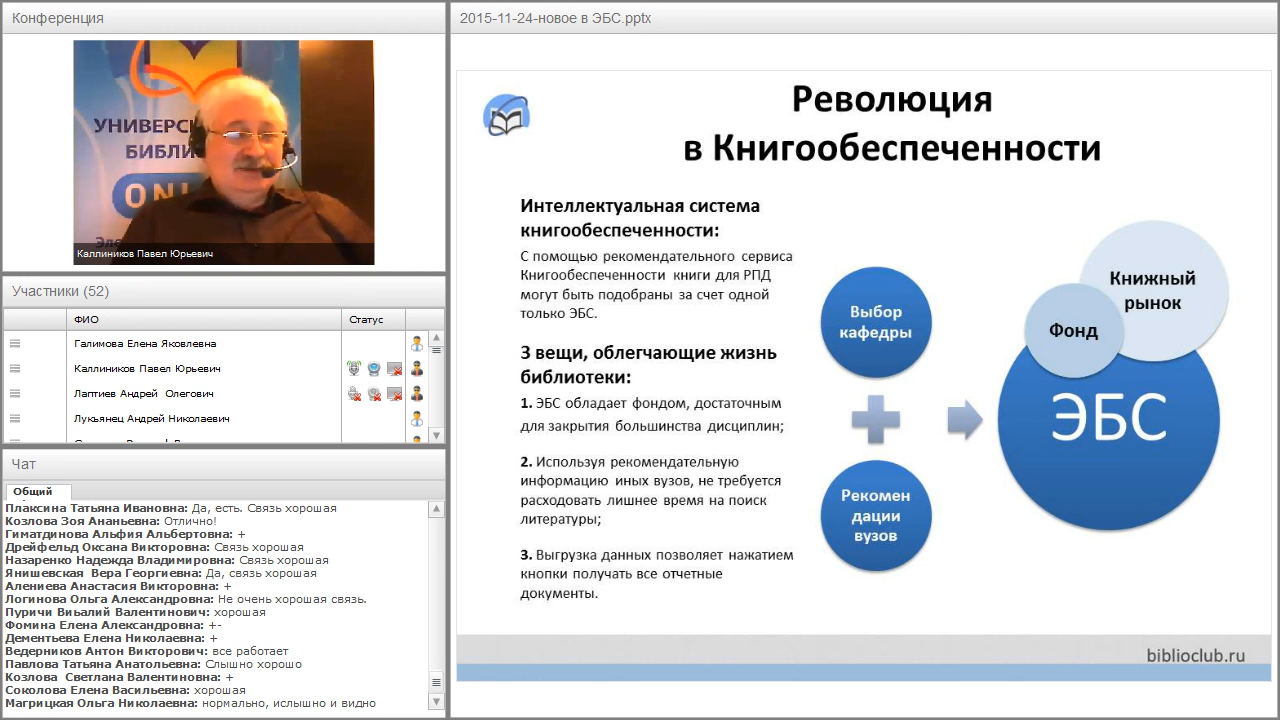 Конференция
УНИВЕРС
БИБЛИ
ONL
Каллиников Павел Юрьевич
Участники (52)
ФИО
Статус
Галимова Елена Яковлевна
Каллиников Павел Юрьевич
Лаптиев Андрей Олегович
Лукьянец Андрей Николаевич
Чат
Общий
Плаксина Татьяна Ивановна: Да, есть. Связь хорошая
Козлова Зоя Ананьевна: Отлично!
Гиматдинова Альфия Альбертовна: +
Дрейфельд Оксана Викторовна: Связь хорошая
Назаренко Надежда Владимировна: Связь хорошая
Янишевская Вера Георгиевна: Да, связь хорошая
Алениева Анастасия Викторовна: +
Логинова Ольга Александровна: Не очень хорошая связь.
Пуричи Виьалий Валентинович: хорошая
Фомина Елена Александровна: +-
Дементьева Елена Николаевна: +
Ведерников Антон Викторович: все работает
Павлова Татьяна Анатольевна: Слышно хорошо
Козлова Светлана Валентиновна: +
Соколова Елена Васильевна: хорошая
Магрицкая Ольга Николаевна: нормально, ислышно и видно
2015-11-24-новое в ЭБС.pptx
Революция
в Книгообеспеченности
Интеллектуальная система
книгообеспеченности:
С помощью рекомендательного сервиса
Книгообеспеченности книги для РПД
могут быть подобраны за счет одной
только ЭБС.
3 вещи, облегчающие жизнь
библиотеки:
1. ЭБС обладает фондом, достаточным
для закрытия большинства дисциплин;
2. Используя рекомендательную
информацию иных вузов, не требуется
расходовать лишнее время на поиск
литературы;
3. Выгрузка данных позволяет нажатием
кнопки получать все отчетные
документы.
Выбор
кафедры
Рекомен
дации
вузов
Книжный
рынок
Фонд
ЭБС
biblioclub.ru